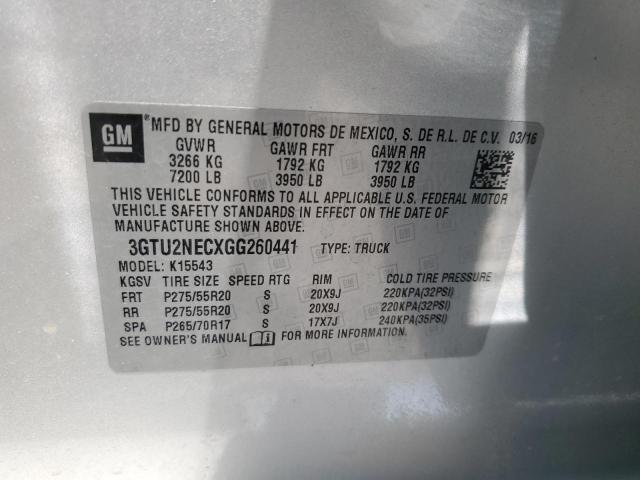 GM ® MFD BY GENERAL MOTORS DE MEXICO, S. DE R.L. DE C.V. 03/16
GVWR GAWR FRT GAWR RR
3266 KG 1792 KG 1792 KG
7200 LB 3950 LB 3950 LB
THIS VEHICLE CONFORMS TO ALL APPLICABLE U.S. FEDERAL MOTOR
VEHICLE SAFETY STANDARDS IN EFFECT ON THE DATE OF
MANUFACTURE SHOWN ABOVE.
3GTU2NECXGG260441 TYPE: TRUCK
MODEL: K15543
KGSV TIRE SIZE SPEED RTG RIM COLD TIRE PRESSURE
FRT P275/55R20 S 20X9J 220KPA(32PSI)
RR P275/55R20 S 20X9J 220KPA(32PSI)
SPA P265/70R17 S 17X7J 240KPA(35PSI)
SEE OWNER'S MANUAL FOR MORE INFORMATION.